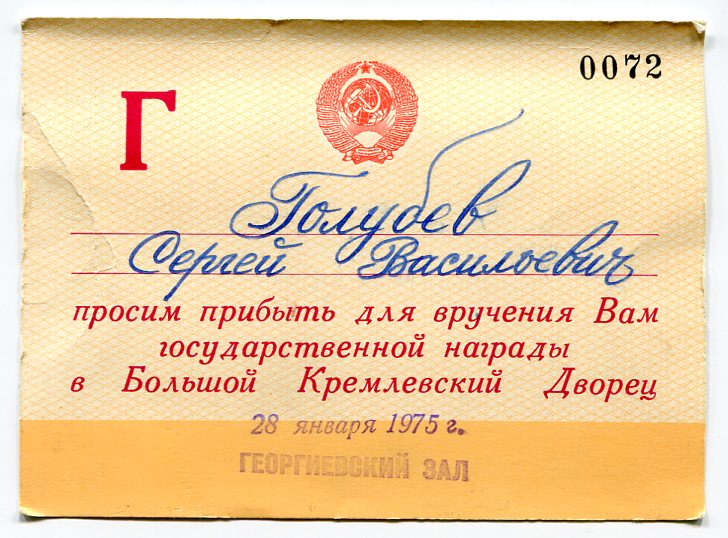 Г
0072
Голубев
Сергей Васильевич
просим прибыть для вручения Вам
государственной награды
в Большой Кремлевский Дворец
28 января 1975 г.
ГЕОРГИЕВСКИЙ ЗАЛ